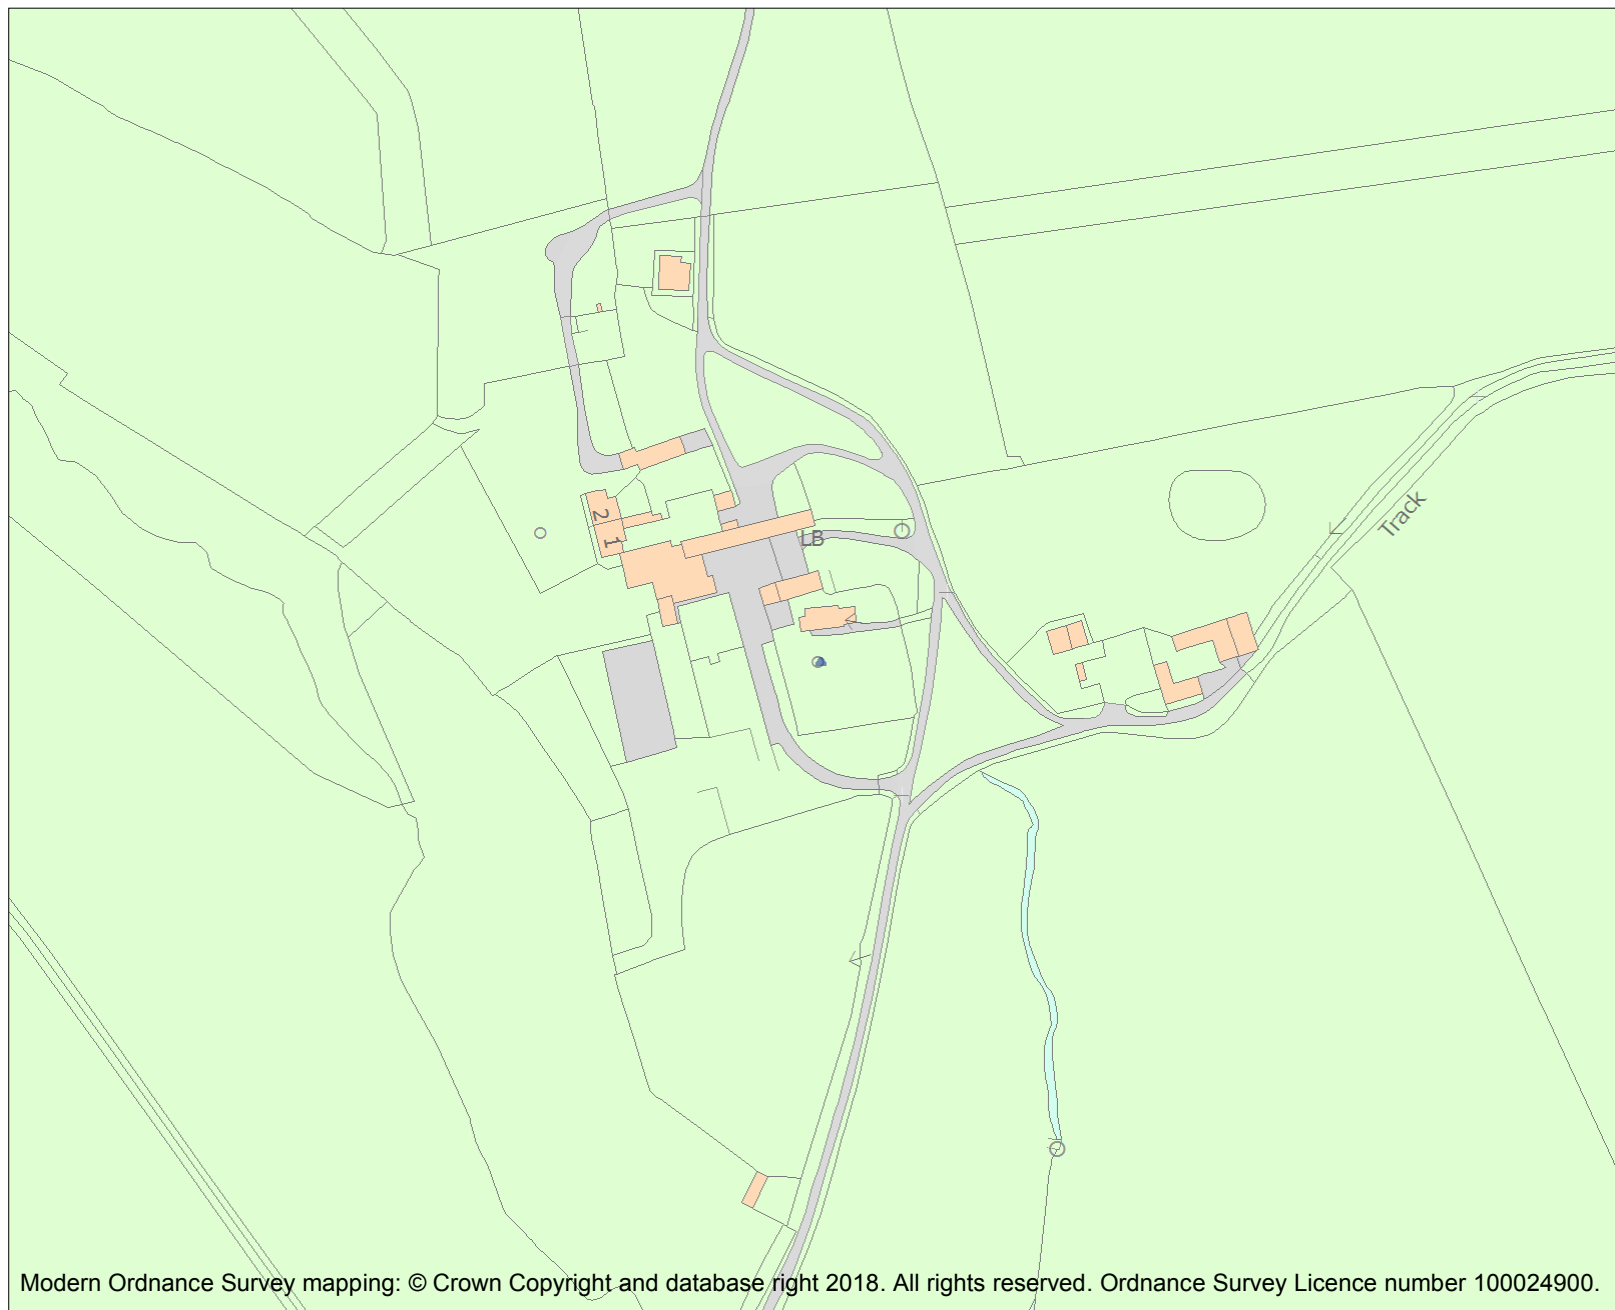 2
1
LB
Track
Modern Ordnance Survey mapping: © Crown Copyright and database right 2018. All rights reserved. Ordnance Survey Licence number 100024900.